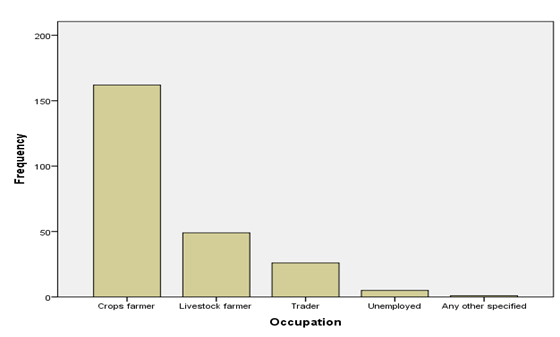 200
150
100
50
0
Frequency
Crops farmer
Livestock farmer
Trader
Unemployed
Any other specified
Occupation